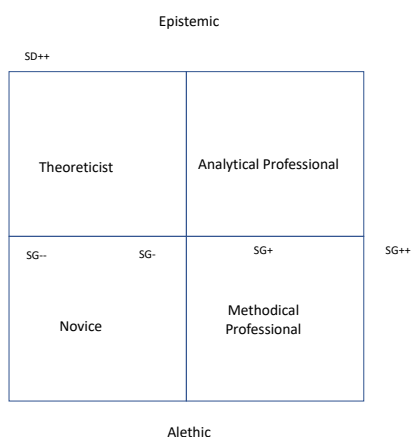 Epistemic
SD++
Theoreticist
Analytical Professional
SG--
SG-
SG+
SG++
Novice
Methodical
Professional
Alethic